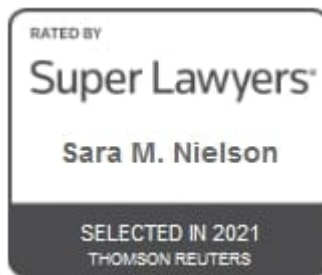 RATED BY
Super Lawyers®
Sara M. Nielson
SELECTED IN 2021
THOMSON REUTERS